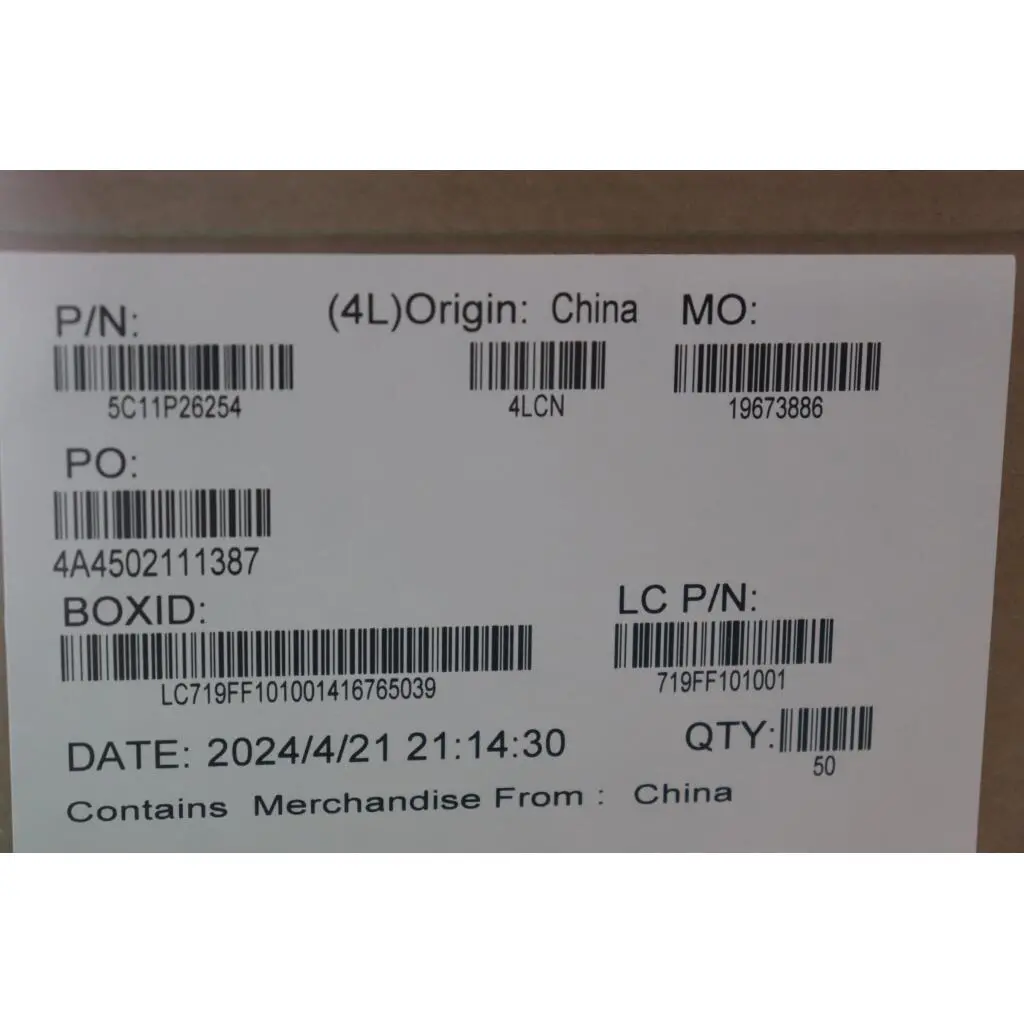 P/N:
(4L)Origin: China
MO:
5C11P26254
4LCN
19673886
PO:
4A4502111387
BOXID:
LC P/N:
LC719FF101001416765039
719FF101001
DATE: 2024/4/21 21:14:30
QTY:
50
Contains Merchandise From : China